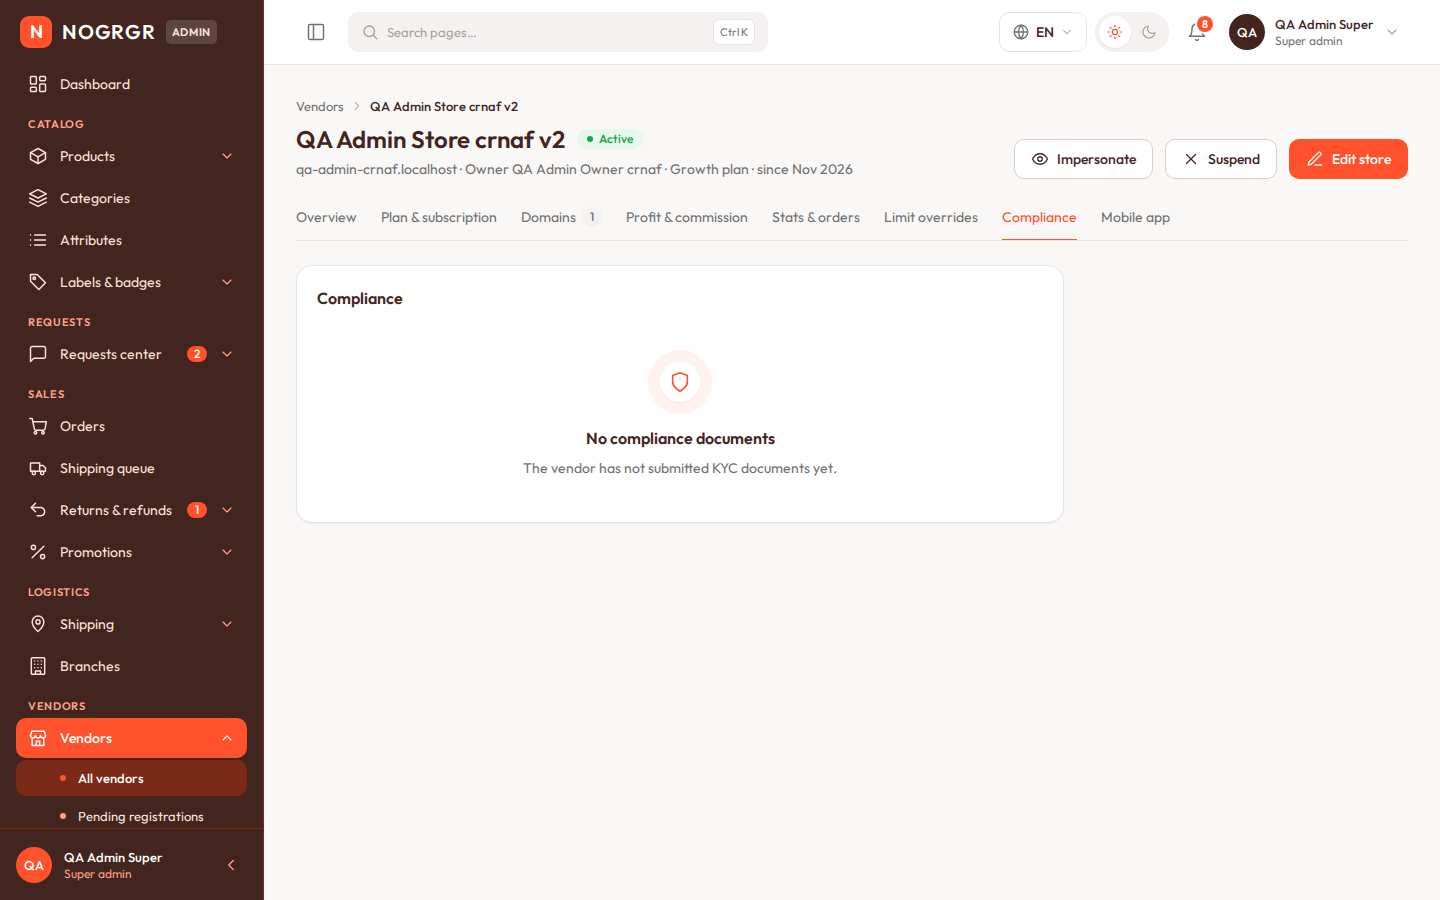 N NOGRGR ADMIN
Search pages... Ctrl K
EN
8
QA
QA Admin Super
Super admin
Dashboard
CATALOG
Products
Categories
Attributes
Labels & badges
REQUESTS
Requests center 2
SALES
Orders
Shipping queue
Returns & refunds 1
Promotions
LOGISTICS
Shipping
Branches
VENDORS
Vendors
All vendors
Pending registrations
QA
QA Admin Super
Super admin
Vendors QA Admin Store crnaf v2
QA Admin Store crnaf v2 Active
qa-admin-crnaf.localhost · Owner QA Admin Owner crnaf · Growth plan · since Nov 2026
Impersonate Suspend Edit store
Overview Plan & subscription Domains 1 Profit & commission Stats & orders Limit overrides Compliance Mobile app
Compliance
No compliance documents
The vendor has not submitted KYC documents yet.